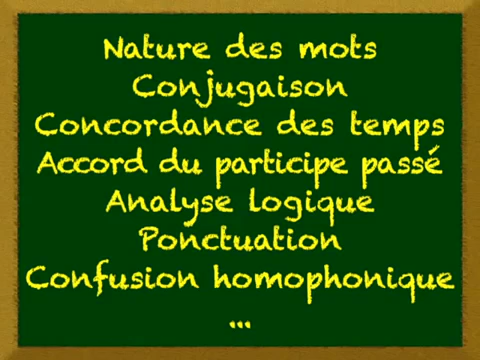 Nature des mots
Conjugaison
Concordance des temps
Accord du participe passé
Analyse logique
Ponctuation
Confusion homophonique
...